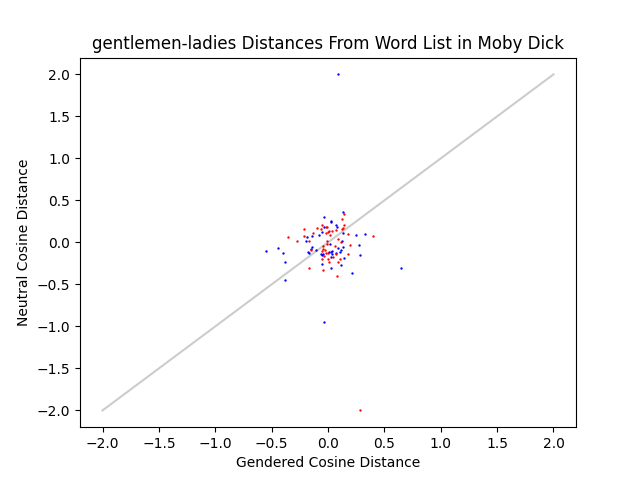 gentlemen-ladies Distances From Word List in Moby Dick
Neutral Cosine Distance
2.0
1.5
1.0
0.5
0.0
−0.5
−1.0
−1.5
−2.0
−2.0 −1.5 −1.0 −0.5 0.0 0.5 1.0 1.5 2.0
Gendered Cosine Distance